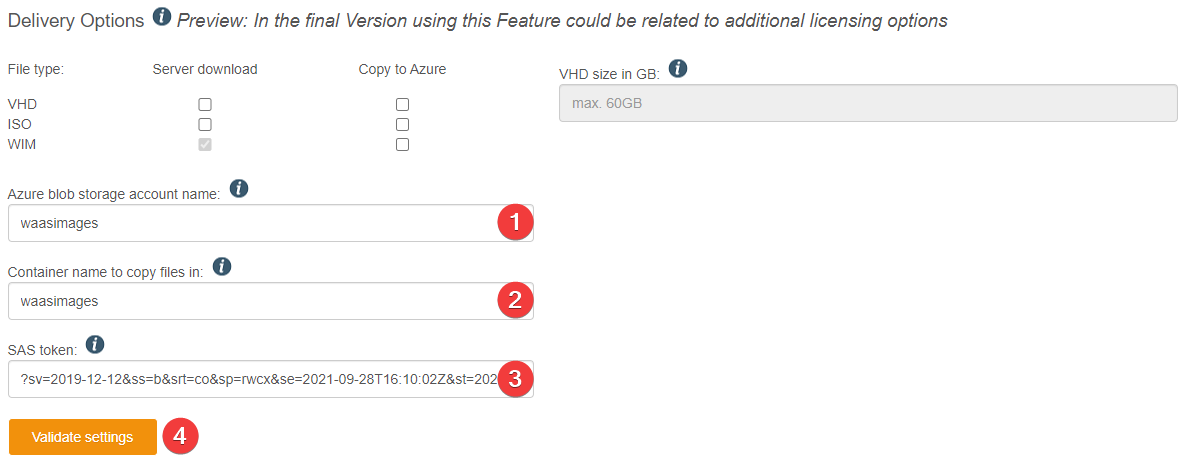 Delivery Options i Preview: In the final Version using this Feature could be related to additional licensing options
File type: Server download Copy to Azure
VHD size in GB: i
max. 60GB
VHD
ISO
WIM
Azure blob storage account name: i
waasimages 1
Container name to copy files in: i
waasimages 2
SAS token: i
?sv=2019-12-12&ss=b&srt=co&sp=rwcx&se=2021-09-28T16:10:02Z&st=202 3
Validate settings 4